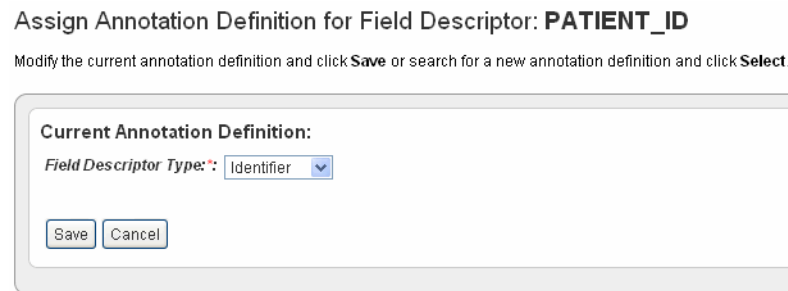 Assign Annotation Definition for Field Descriptor: PATIENT_ID
Modify the current annotation definition and click Save or search for a new annotation definition and click Select.
Current Annotation Definition:
Field Descriptor Type:*: Identifier
Save Cancel